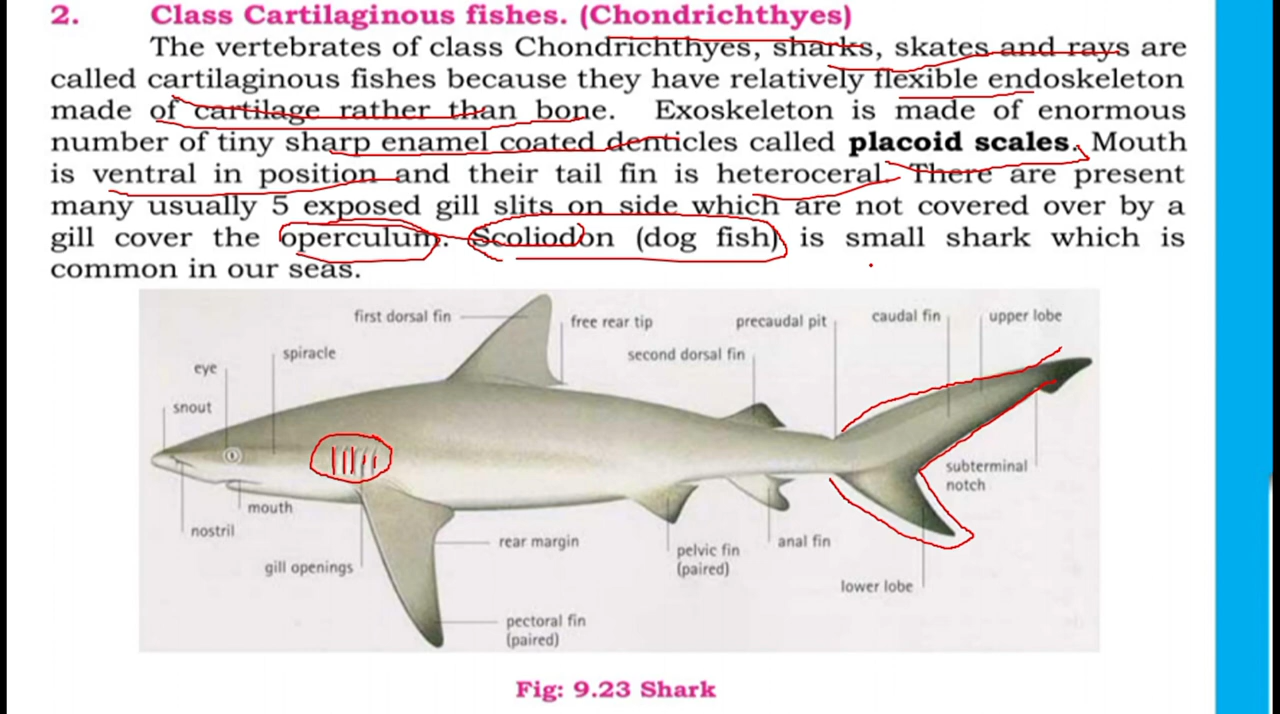 2. Class Cartilaginous fishes. (Chondrichthyes)
The vertebrates of class Chondrichthyes, sharks, skates and rays are
called cartilaginous fishes because they have relatively flexible endoskeleton
made of cartilage rather than bone. Exoskeleton is made of enormous
number of tiny sharp enamel coated denticles called placoid scales. Mouth
is ventral in position and their tail fin is heteroceral. There are present
many usually 5 exposed gill slits on side which are not covered over by a
gill cover the operculum. Scoliodon (dog fish) is small shark which is
common in our seas.
first dorsal fin
free rear tip
precaudal pit
caudal fin
upper lobe
spiracle
second dorsal fin
eye
snout
subterminal
notch
mouth
nostril
rear margin
anal fin
pelvic fin
(paired)
gill openings
lower lobe
pectoral fin
(paired)
Fig: 9.23 Shark